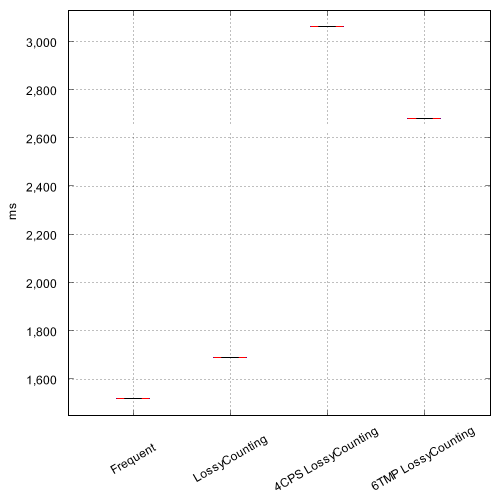 3,000
2,800
2,600
2,400
2,200
2,000
1,800
1,600
ms
Frequent
LossyCounting
4CPS LossyCounting
6TMP LossyCounting